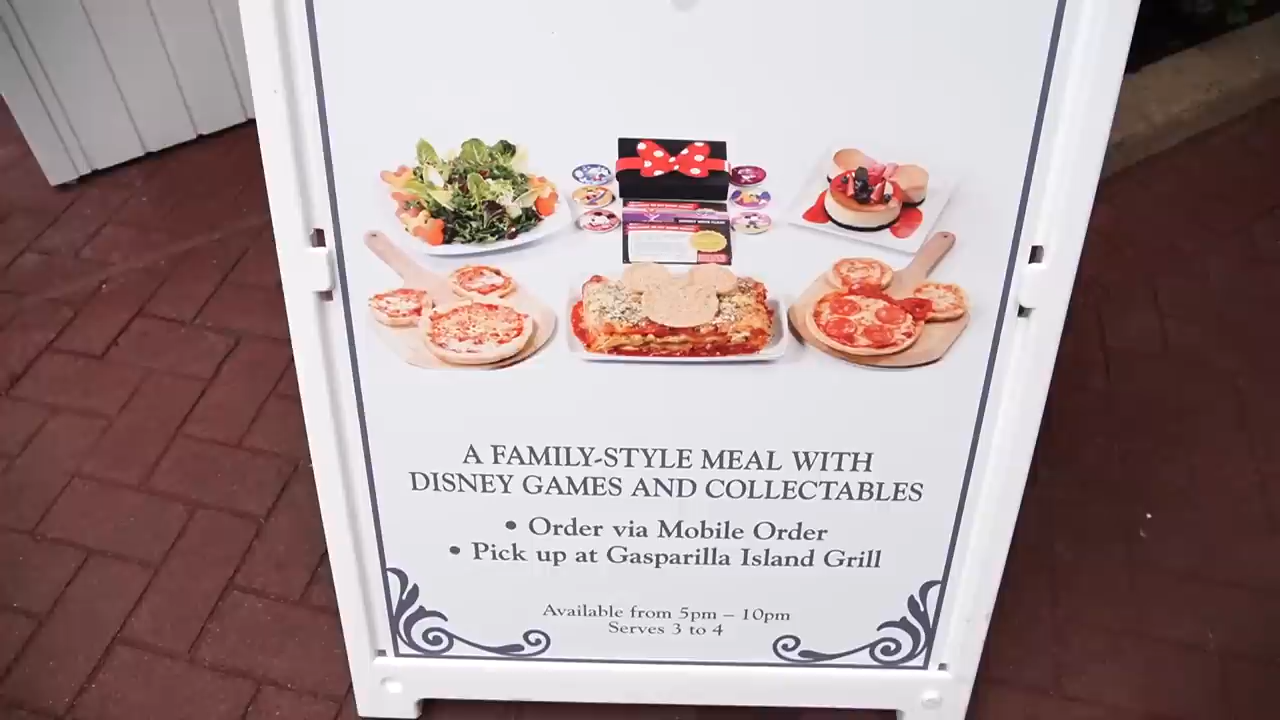 A FAMILY-STYLE MEAL WITH
DISNEY GAMES AND COLLECTABLES
• Order via Mobile Order
• Pick up at Gasparilla Island Grill
Available from 5pm – 10pm
Serves 3 to 4